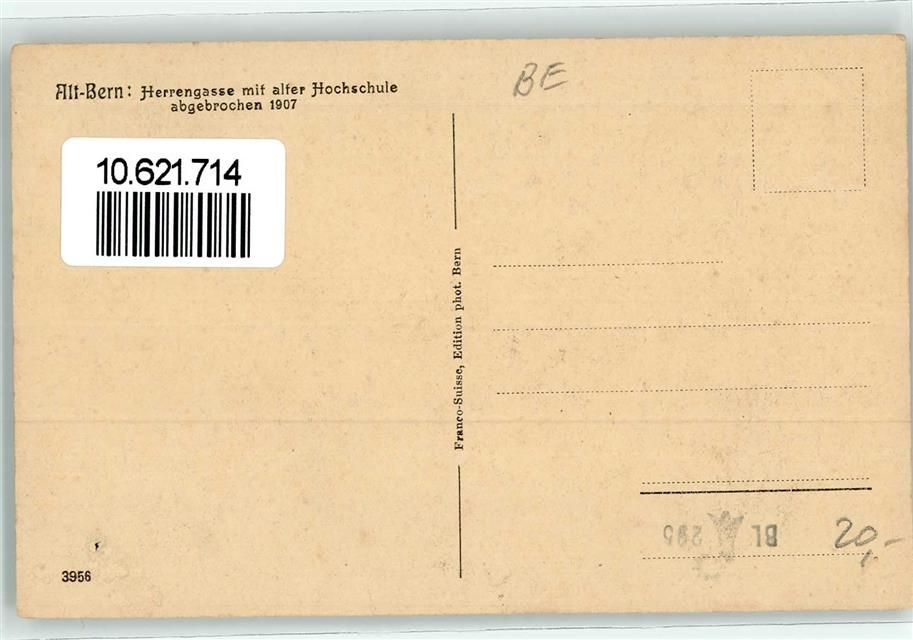 Alt-Bern: Herrengasse mit alter Hochschule
abgebrochen 1907
BE
10.621.714
Franco-Suisse, Edition phot. Bern
BL
20,-
3956